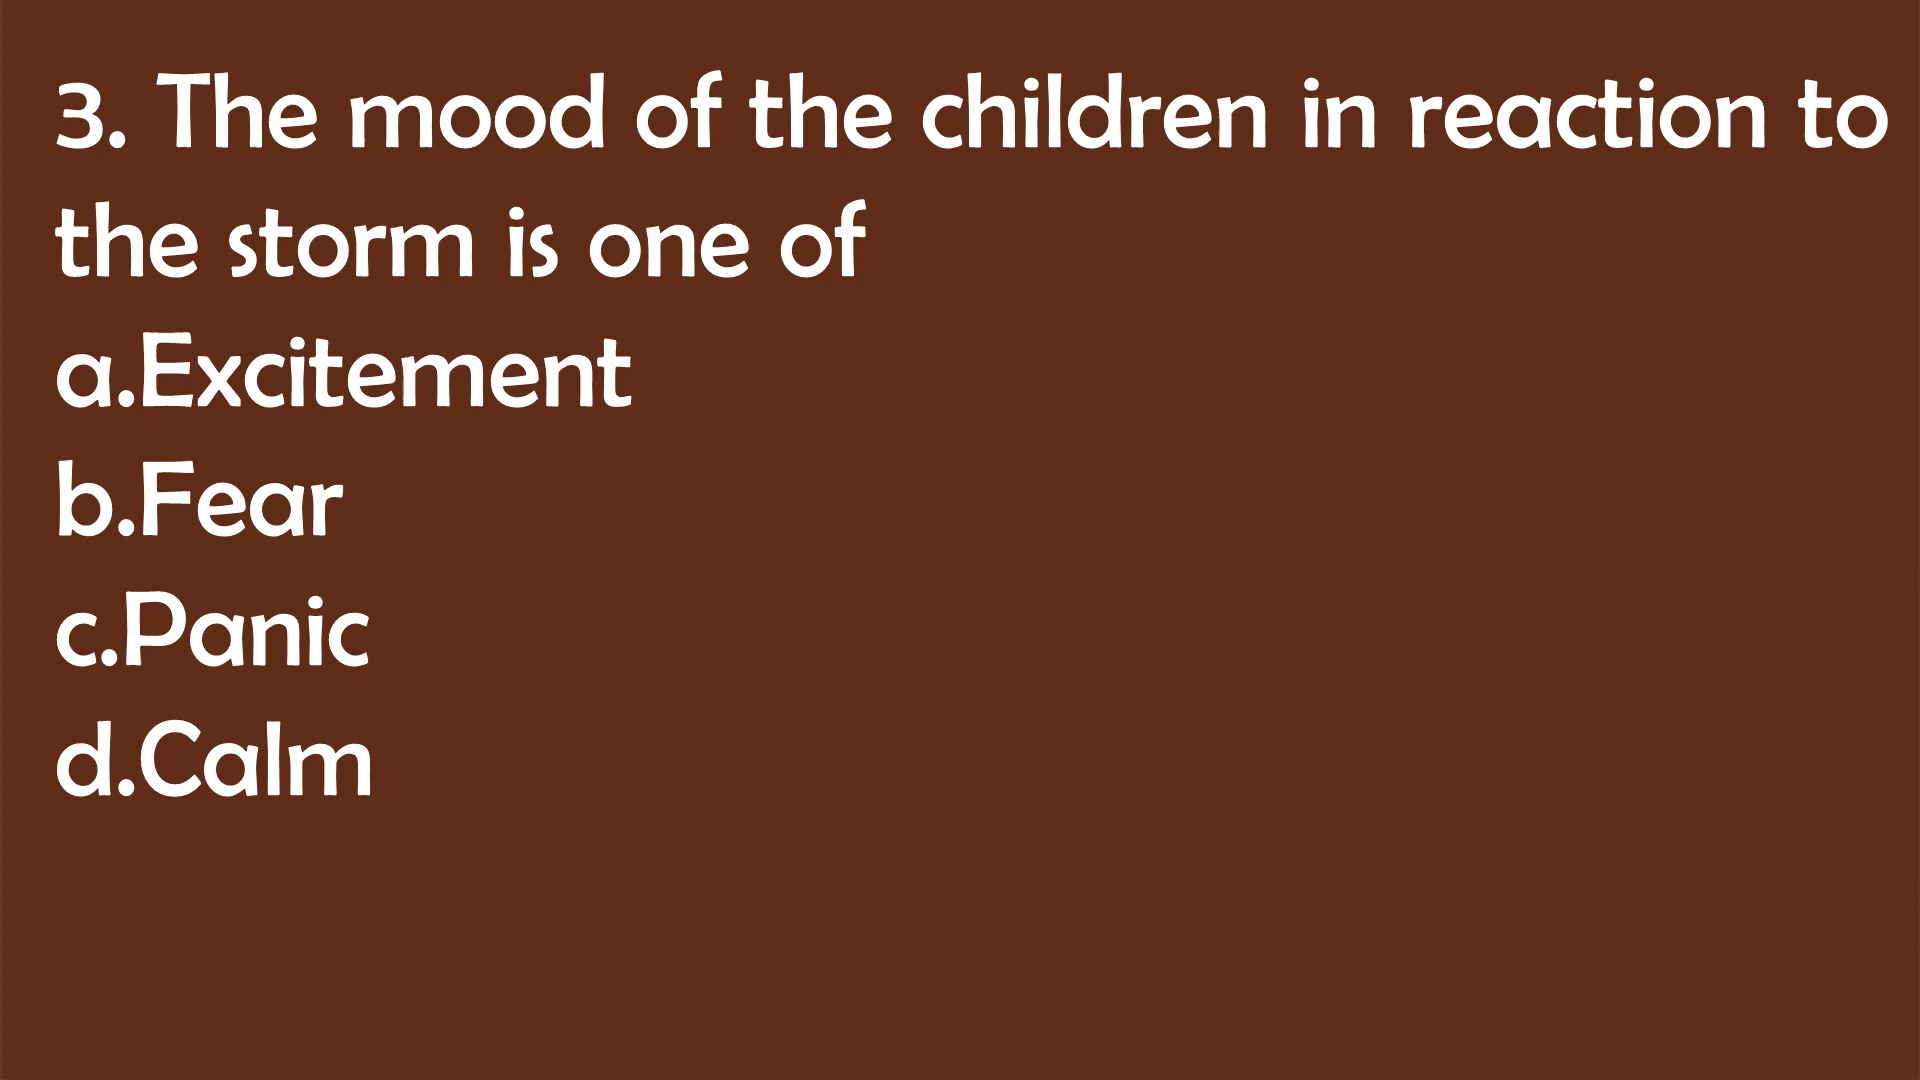 3. The mood of the children in reaction to
the storm is one of
a.Excitement
b.Fear
c.Panic
d.Calm